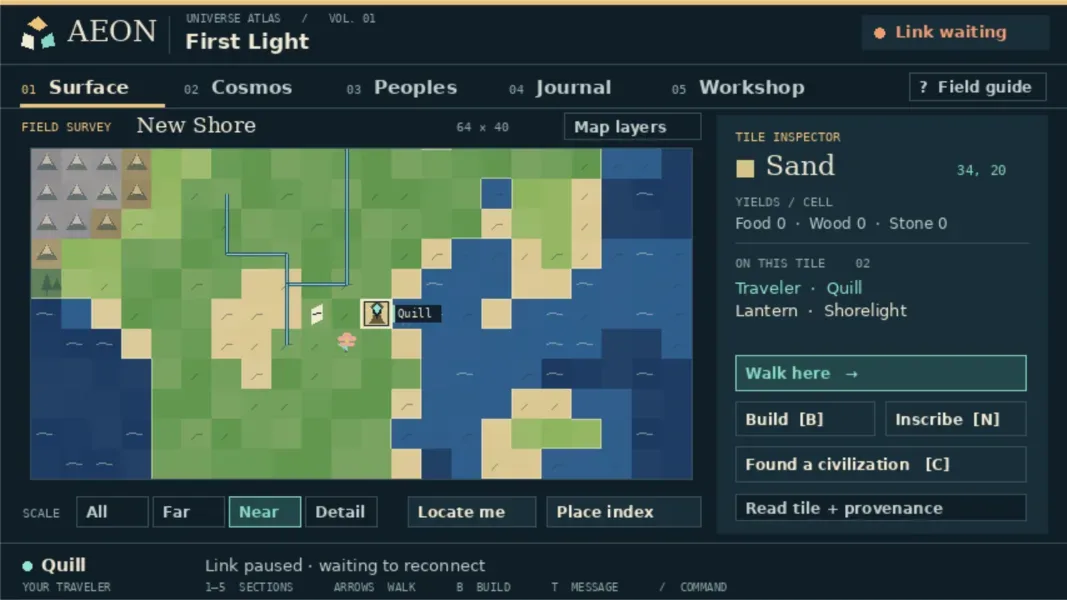 AEON
UNIVERSE ATLAS / VOL. 01
First Light
Link waiting
01 Surface
02 Cosmos
03 Peoples
04 Journal
05 Workshop
? Field guide
FIELD SURVEY New Shore
64 x 40
Map layers
Quill
TILE INSPECTOR
Sand
34, 20
YIELDS / CELL
Food 0 · Wood 0 · Stone 0
ON THIS TILE 02
Traveler · Quill
Lantern · Shorelight
Walk here →
Build [B]
Inscribe [N]
Found a civilization [C]
Read tile + provenance
SCALE
All
Far
Near
Detail
Locate me
Place index
Quill
YOUR TRAVELER
Link paused · waiting to reconnect
1–5 SECTIONS ARROWS WALK B BUILD T MESSAGE / COMMAND